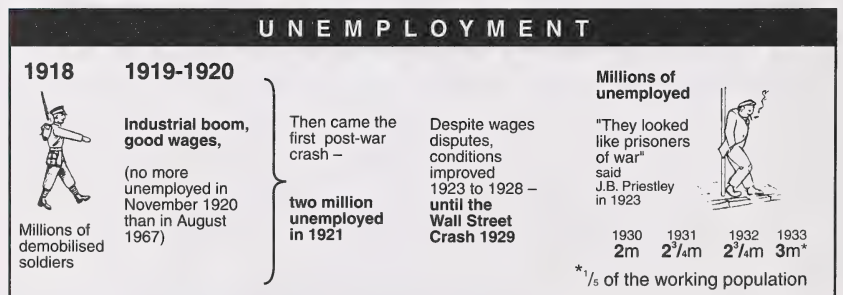 UNEMPLOYMENT
1918
Millions of
demobilised
soldiers
1919-1920
Industrial boom,
good wages,
(no more
unemployed in
November 1920
than in August
1967)
Then came the
first post-war
crash –
two million
unemployed
in 1921
Despite wages
disputes,
conditions
improved
1923 to 1928 –
until the
Wall Street
Crash 1929
Millions of
unemployed
"They looked
like prisoners
of war"
said
J.B. Priestley
in 1923
1930 1931 1932 1933
2m 2³/₄m 2³/₄m 3m*
*¹/₅ of the working population